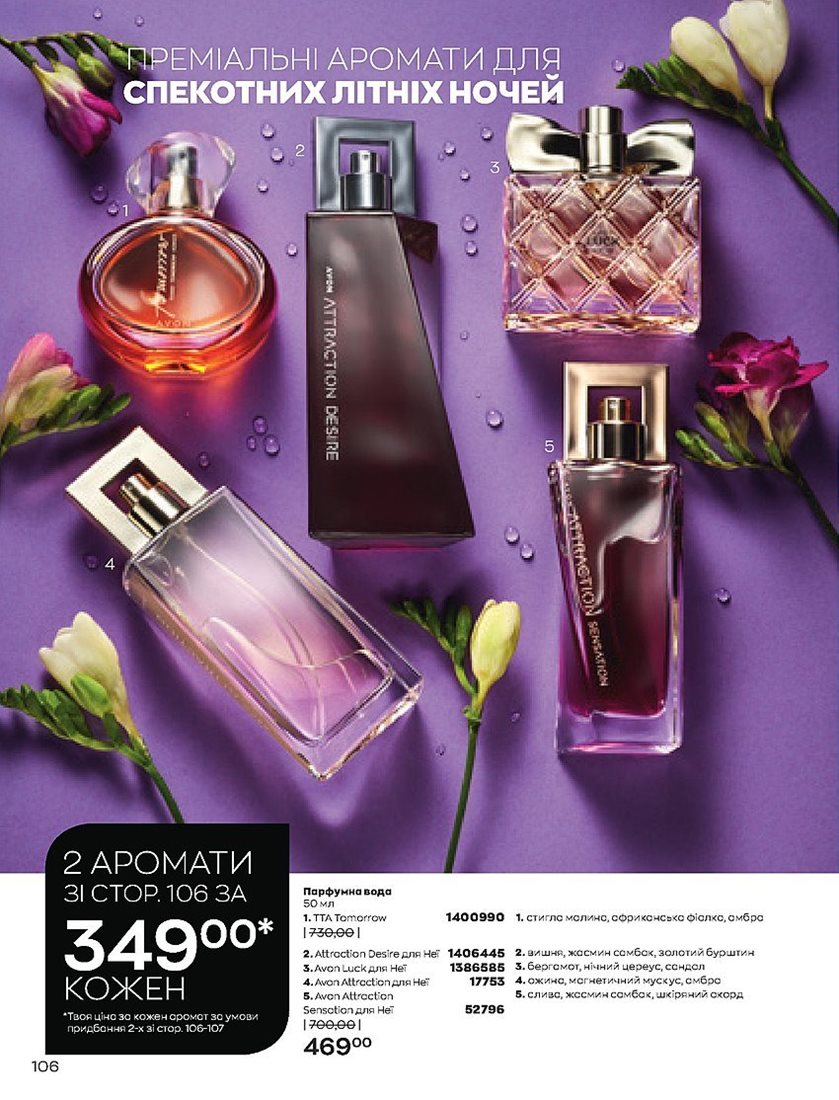 ПРЕМІАЛЬНІ АРОМАТИ ДЛЯ
СПЕКОТНИХ ЛІТНІХ НОЧЕЙ
1
2
3
4
5
AVON
ATTRACTION DESIRE
LUCK
ATTRACTION SENSATION
2 АРОМАТИ
ЗІ СТОР. 106 ЗА
34900*
КОЖЕН
*Твоя ціна за кожен аромат за умови
придбання 2-х зі стор. 106-107
Парфумна вода
50 мл
1. TTA Tomorrow 1400990
| 730,00 |
2. Attraction Desire для Неї 1406445
3. Avon Luck для Неї 1386585
4. Avon Attraction для Неї 17753
5. Avon Attraction
Sensation для Неї 52796
| 700,00 |
46900
1. стигла малина, африканська фіалка, амбра
2. вишня, жасмин самбак, золотий бурштин
3. бергамот, нічний цереус, сандал
4. ожина, магнетичний мускус, амбра
5. слива, жасмин самбак, шкіряний акорд
106